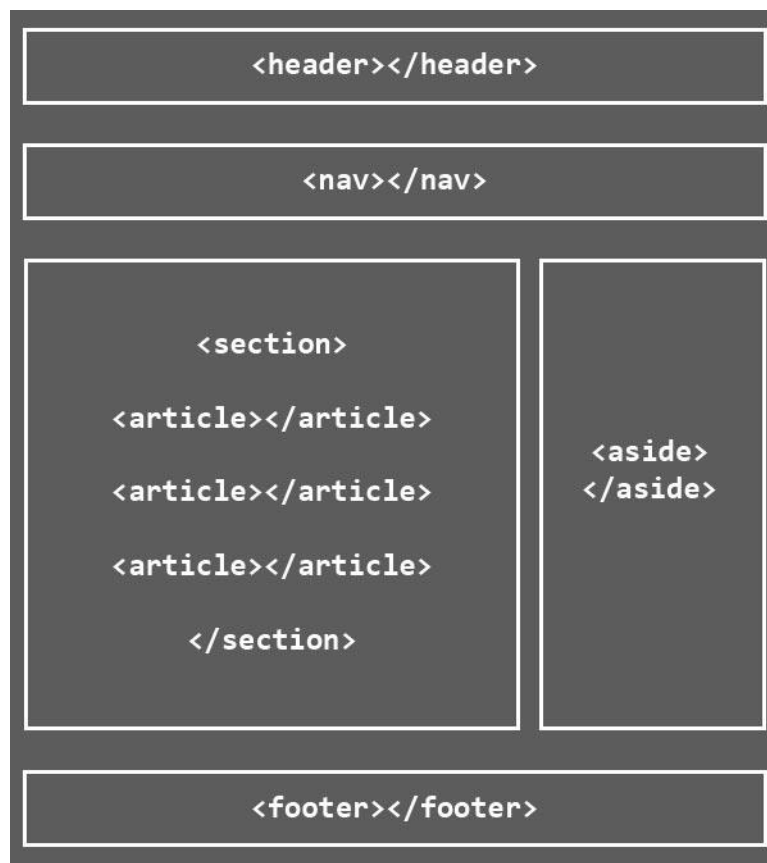 <header></header>
<nav></nav>
<section>
<article></article>
<article></article>
<article></article>
</section>
<aside>
</aside>
<footer></footer>